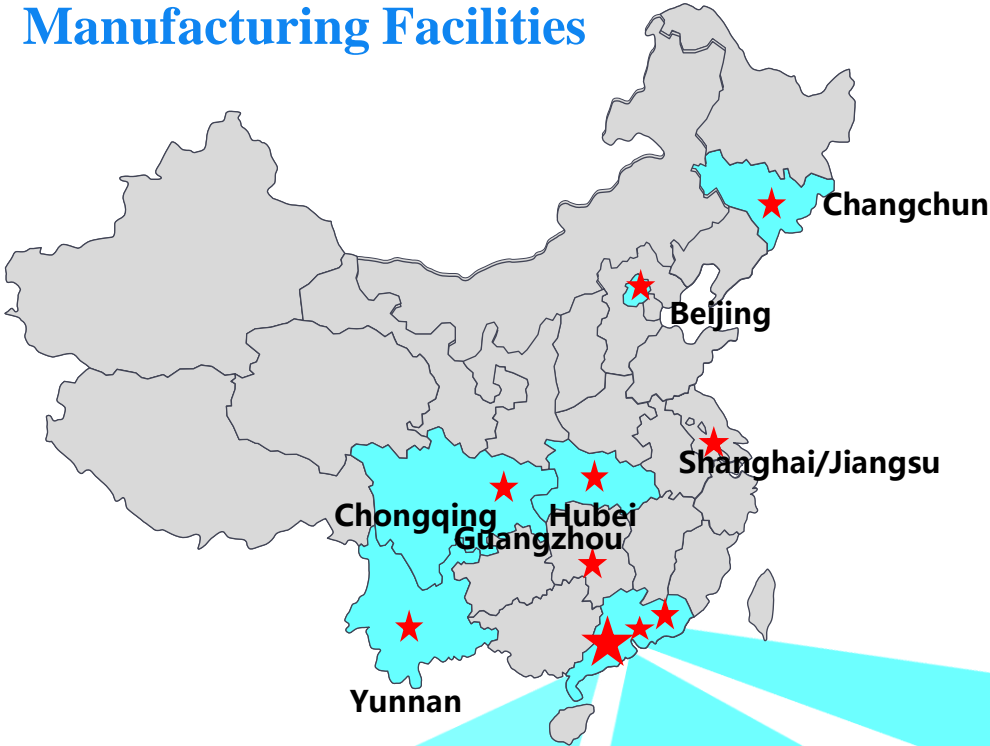 Manufacturing Facilities
Changchun
Beijing
Shanghai/Jiangsu
Chongqing
Hubei
Guangzhou
Yunnan